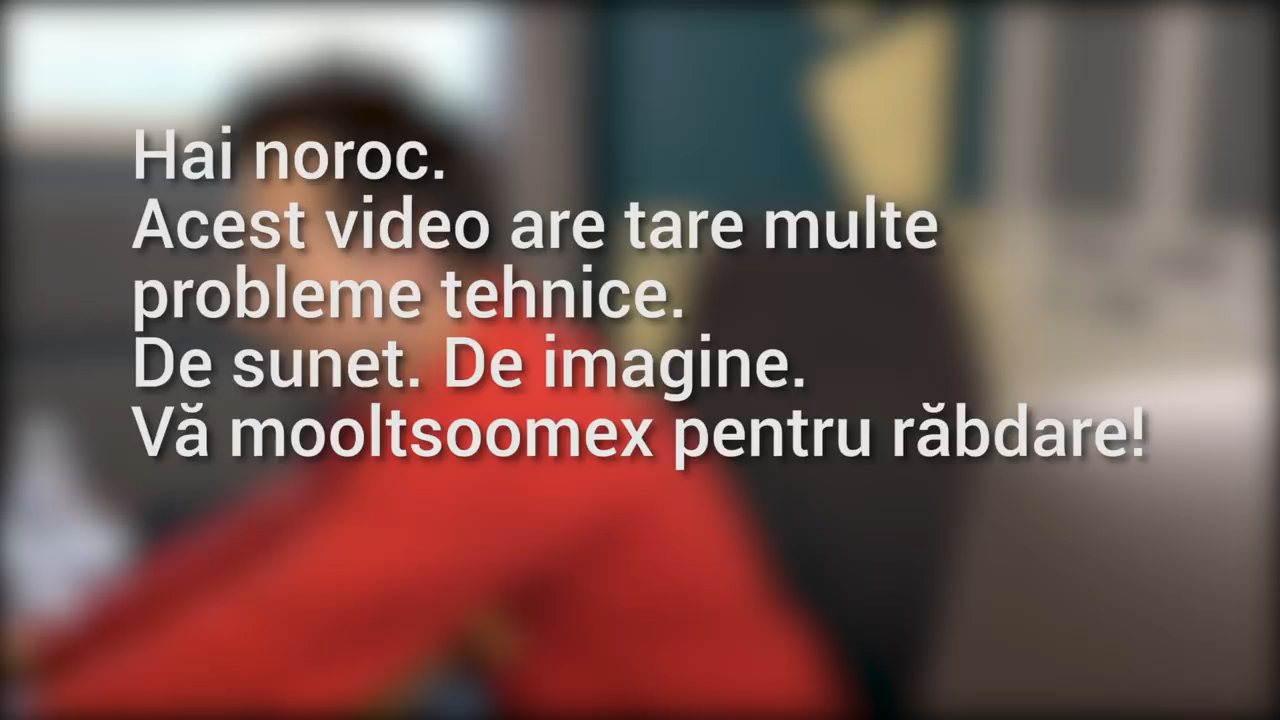 Hai noroc.
Acest video are tare multe
probleme tehnice.
De sunet. De imagine.
Vă mooltsoomex pentru răbdare!